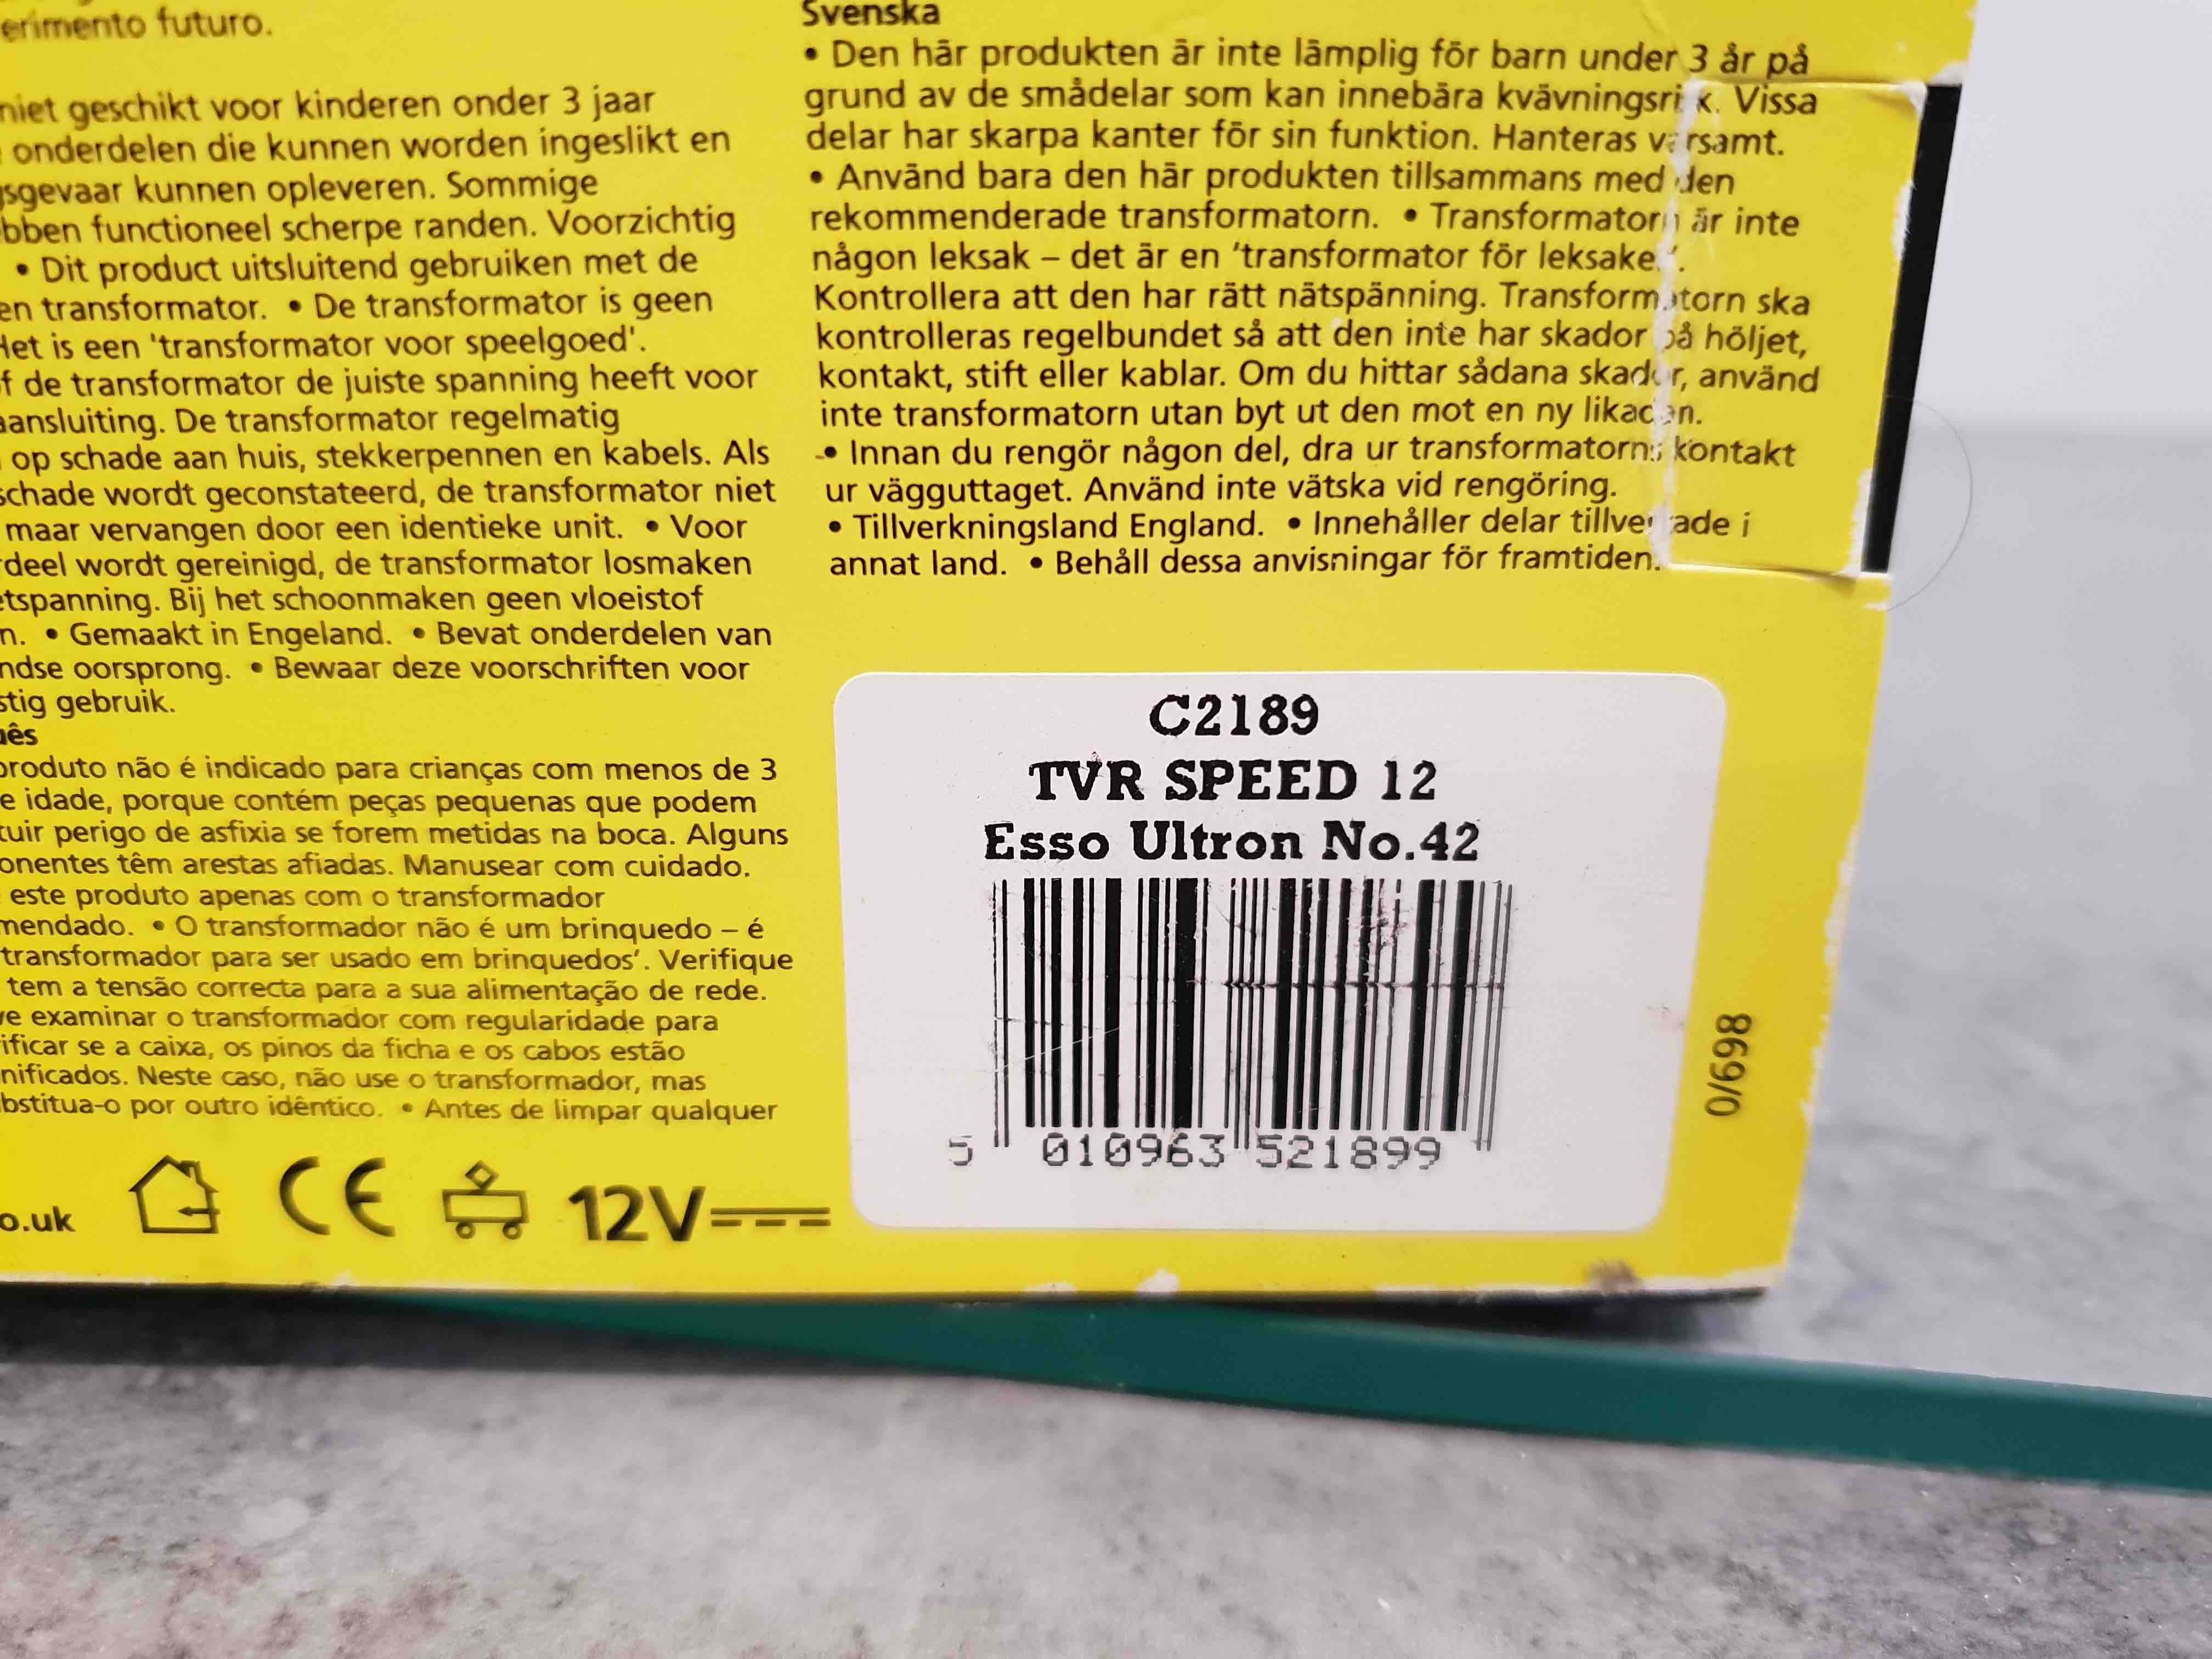 erimento futuro.
niet geschikt voor kinderen onder 3 jaar
onderdelen die kunnen worden ingeslikt en
gsgevaar kunnen opleveren. Sommige
bben functioneel scherpe randen. Voorzichtig
• Dit product uitsluitend gebruiken met de
en transformator. • De transformator is geen
Het is een 'transformator voor speelgoed'.
f de transformator de juiste spanning heeft voor
aansluiting. De transformator regelmatig
op schade aan huis, stekkerpennen en kabels. Als
schade wordt geconstateerd, de transformator niet
maar vervangen door een identieke unit. • Voor
deel wordt gereinigd, de transformator losmaken
etspanning. Bij het schoonmaken geen vloeistof
n. • Gemaakt in Engeland. • Bevat onderdelen van
ndse oorsprong. • Bewaar deze voorschriften voor
stig gebruik.
uês
produto não é indicado para crianças com menos de 3
e idade, porque contém peças pequenas que podem
tuir perigo de asfixia se forem metidas na boca. Alguns
onentes têm arestas afiadas. Manusear com cuidado.
este produto apenas com o transformador
mendado. • O transformador não é um brinquedo – é
transformador para ser usado em brinquedos'. Verifique
tem a tensão correcta para a sua alimentação de rede.
ve examinar o transformador com regularidade para
ificar se a caixa, os pinos da ficha e os cabos estão
nificados. Neste caso, não use o transformador, mas
bstitua-o por outro idêntico. • Antes de limpar qualquer
o.uk
CE
12V
Svenska
• Den här produkten är inte lämplig för barn under 3 år på
grund av de smådelar som kan innebära kvävningsrisk. Vissa
delar har skarpa kanter för sin funktion. Hanteras varsamt.
• Använd bara den här produkten tillsammans med den
rekommenderade transformatorn. • Transformatorn är inte
någon leksak – det är en 'transformator för leksaker'.
Kontrollera att den har rätt nätspänning. Transformatorn ska
kontrolleras regelbundet så att den inte har skador på höljet,
kontakt, stift eller kablar. Om du hittar sådana skador, använd
inte transformatorn utan byt ut den mot en ny likadan.
• Innan du rengör någon del, dra ur transformatorns kontakt
ur vägguttaget. Använd inte vätska vid rengöring.
• Tillverkningsland England. • Innehåller delar tillverkade i
annat land. • Behåll dessa anvisningar för framtiden.
C2189
TVR SPEED 12
Esso Ultron No.42
5 010963 521899
0/698